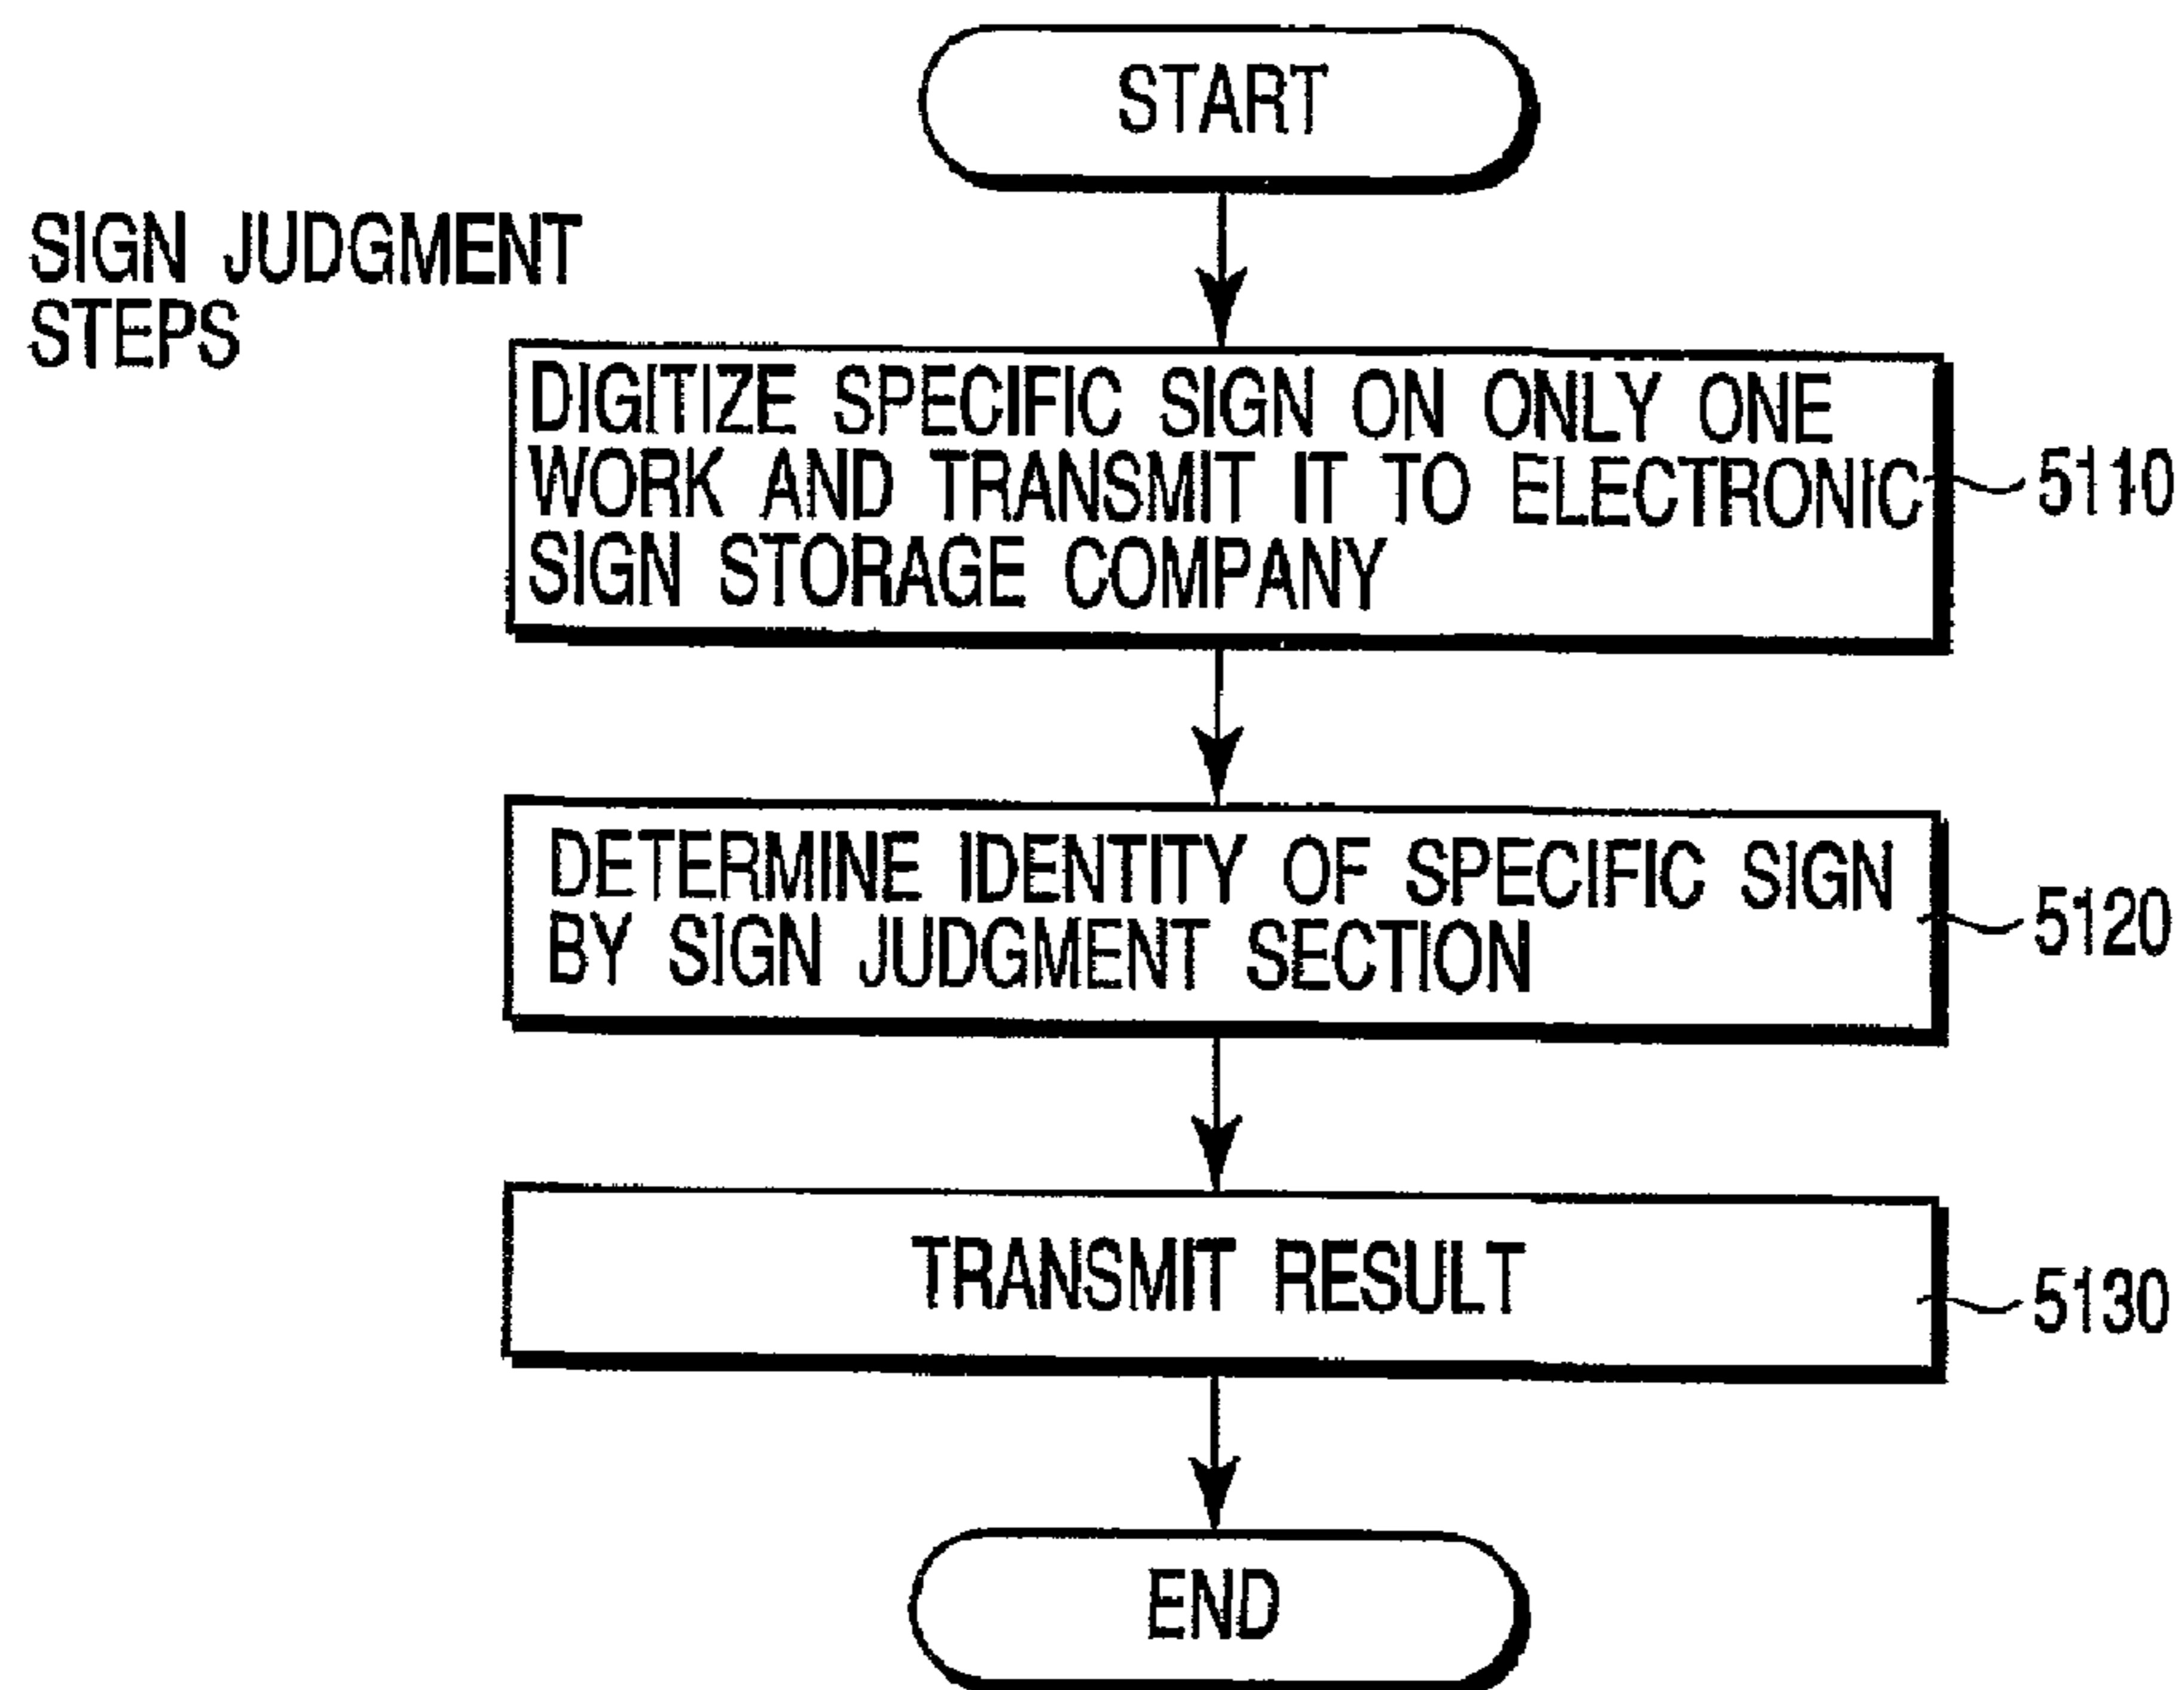 START
SIGN JUDGMENT
STEPS
DIGITIZE SPECIFIC SIGN ON ONLY ONE
WORK AND TRANSMIT IT TO ELECTRONIC
SIGN STORAGE COMPANY
5110
DETERMINE IDENTITY OF SPECIFIC SIGN
BY SIGN JUDGMENT SECTION
5120
TRANSMIT RESULT
5130
END